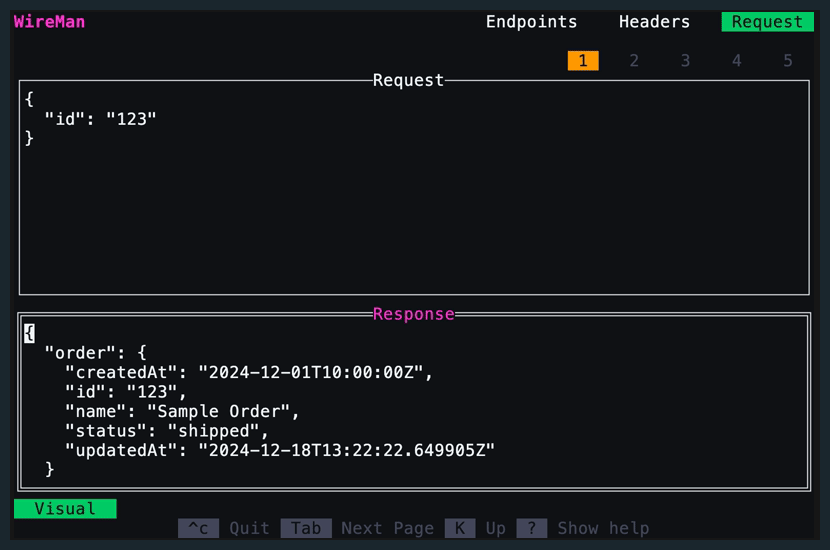 WireMan Endpoints Headers Request
1 2 3 4 5
Request
{
  "id": "123"
}
Response
{
  "order": {
    "createdAt": "2024-12-01T10:00:00Z",
    "id": "123",
    "name": "Sample Order",
    "status": "shipped",
    "updatedAt": "2024-12-18T13:22:22.649905Z"
  }
Visual
^c Quit Tab Next Page K Up ? Show help